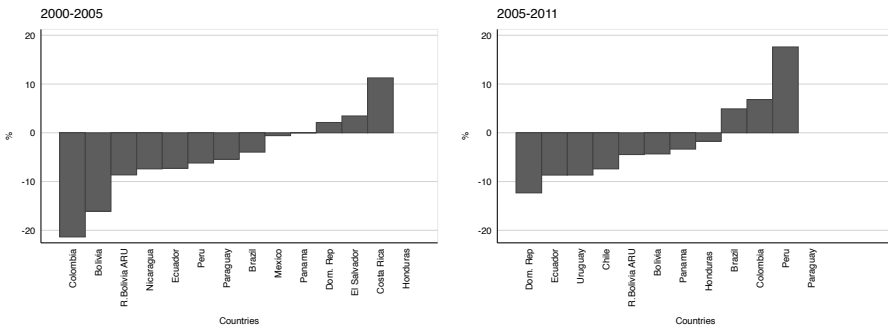 2000-2005
20
10
0
-10
-20
%
Colombia
Bolivia
R.Bolivia ARU
Nicaragua
Ecuador
Peru
Paraguay
Brazil
Mexico
Panama
Dom. Rep
El Salvador
Costa Rica
Honduras
Countries
2005-2011
20
10
0
-10
-20
%
Dom. Rep
Ecuador
Uruguay
Chile
R.Bolivia ARU
Bolivia
Panama
Honduras
Brazil
Colombia
Peru
Paraguay
Countries